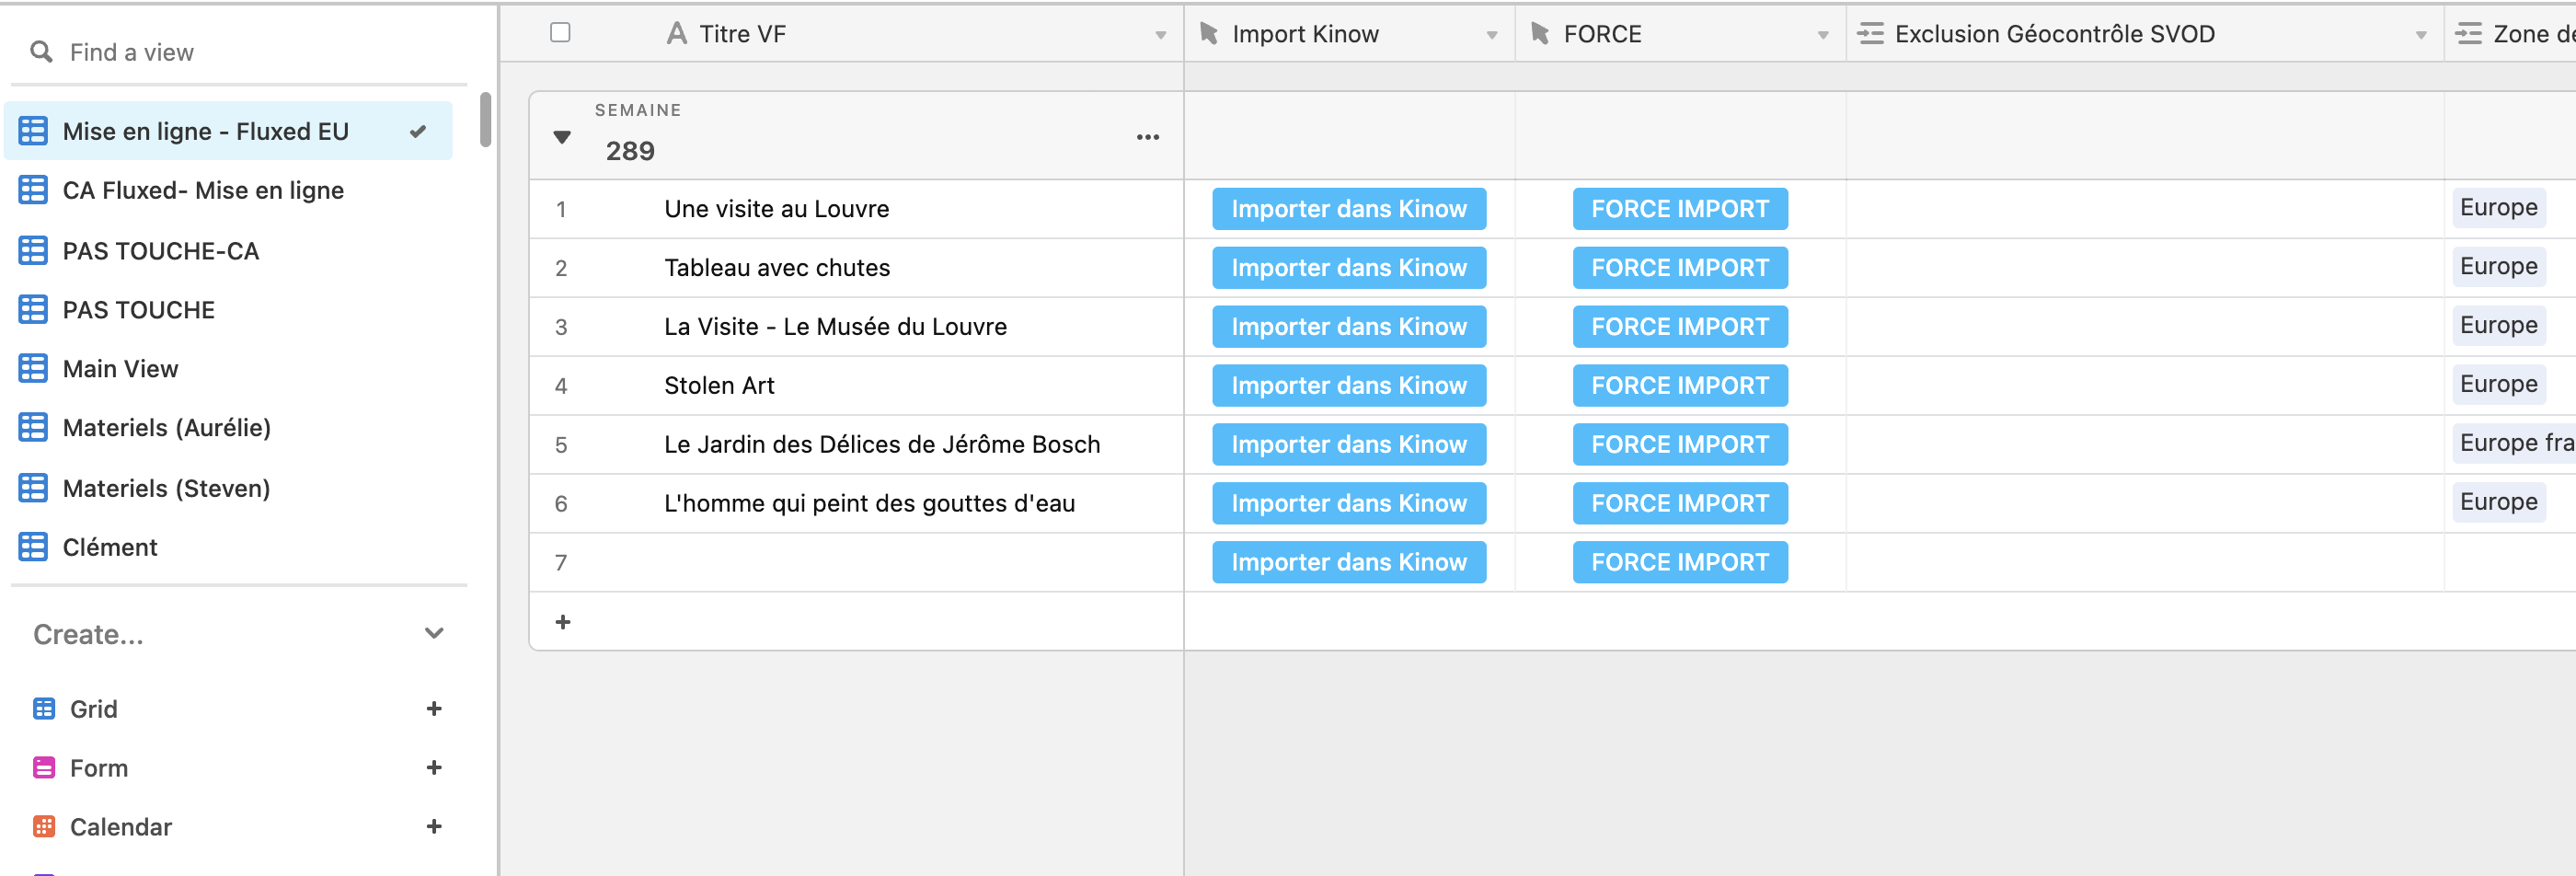 Find a view
Mise en ligne - Fluxed EU
CA Fluxed- Mise en ligne
PAS TOUCHE-CA
PAS TOUCHE
Main View
Materiels (Aurélie)
Materiels (Steven)
Clément
Create...
Grid
Form
Calendar
Titre VF Import Kinow FORCE Exclusion Géocontrôle SVOD Zone de
SEMAINE
289
1 Une visite au Louvre Importer dans Kinow FORCE IMPORT Europe
2 Tableau avec chutes Importer dans Kinow FORCE IMPORT Europe
3 La Visite - Le Musée du Louvre Importer dans Kinow FORCE IMPORT Europe
4 Stolen Art Importer dans Kinow FORCE IMPORT Europe
5 Le Jardin des Délices de Jérôme Bosch Importer dans Kinow FORCE IMPORT Europe fra
6 L'homme qui peint des gouttes d'eau Importer dans Kinow FORCE IMPORT Europe
7 Importer dans Kinow FORCE IMPORT